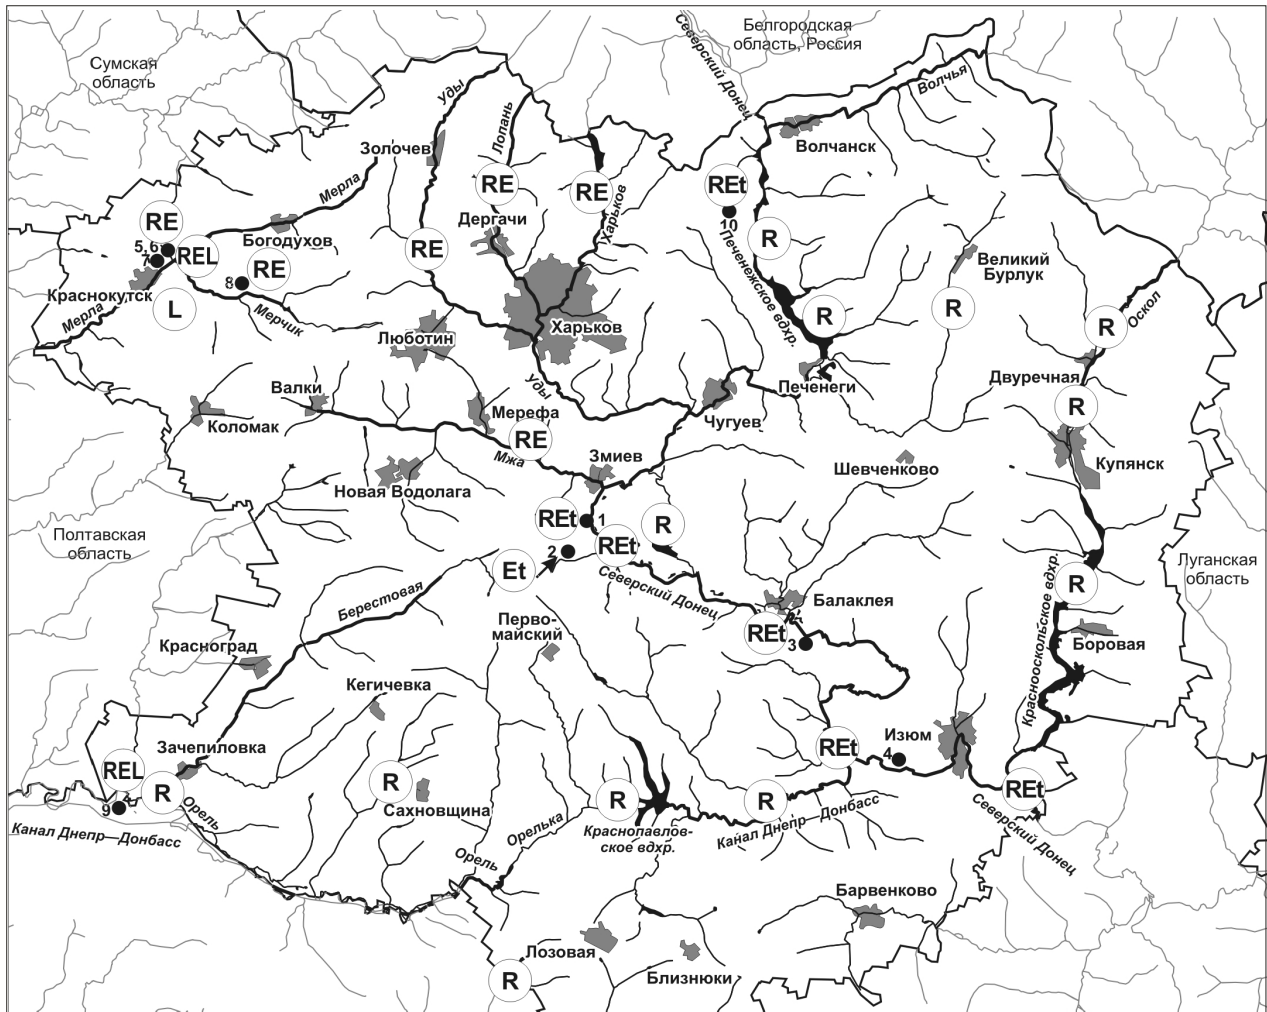 Белгородская
область, Россия
Сумская
область
Северский Донец
Волчья
Уды
Лопань
Волчанск
Золочев
RE
RE
REt
Мерла
RE
Дергачи
Харьков
10
R
Богодухов
5,6
7
REL
RE
RE
8
Печенежское вдхр.
Великий
Бурлук
Краснокутск
L
Мерла
Мерчик
R
R
R
Оскол
Люботин
Харьков
Валки
Уды
Печенеги
Двуречная
R
Коломак
Мерефа
RE
Чугуев
Мжа
Змиев
Шевченково
Купянск
Новая Водолага
REt
1
R
Полтавская
область
2
REt
Et
Северский Донец
Луганская
область
R
Берестовая
Балаклея
Перво-
майский
REt
3
Красноград
Боровая
Краснооскольское вдхр.
Кегичевка
Зачепиловка
REt
Изюм
4
REL
R
9
R
Сахновщина
R
R
REt
Орель
Канал Днепр—Донбасс
Орелька
Краснопавлов-
ское вдхр.
Канал Днепр—Донбасс
Северский Донец
Орель
Барвенково
Лозовая
Близнюки
R